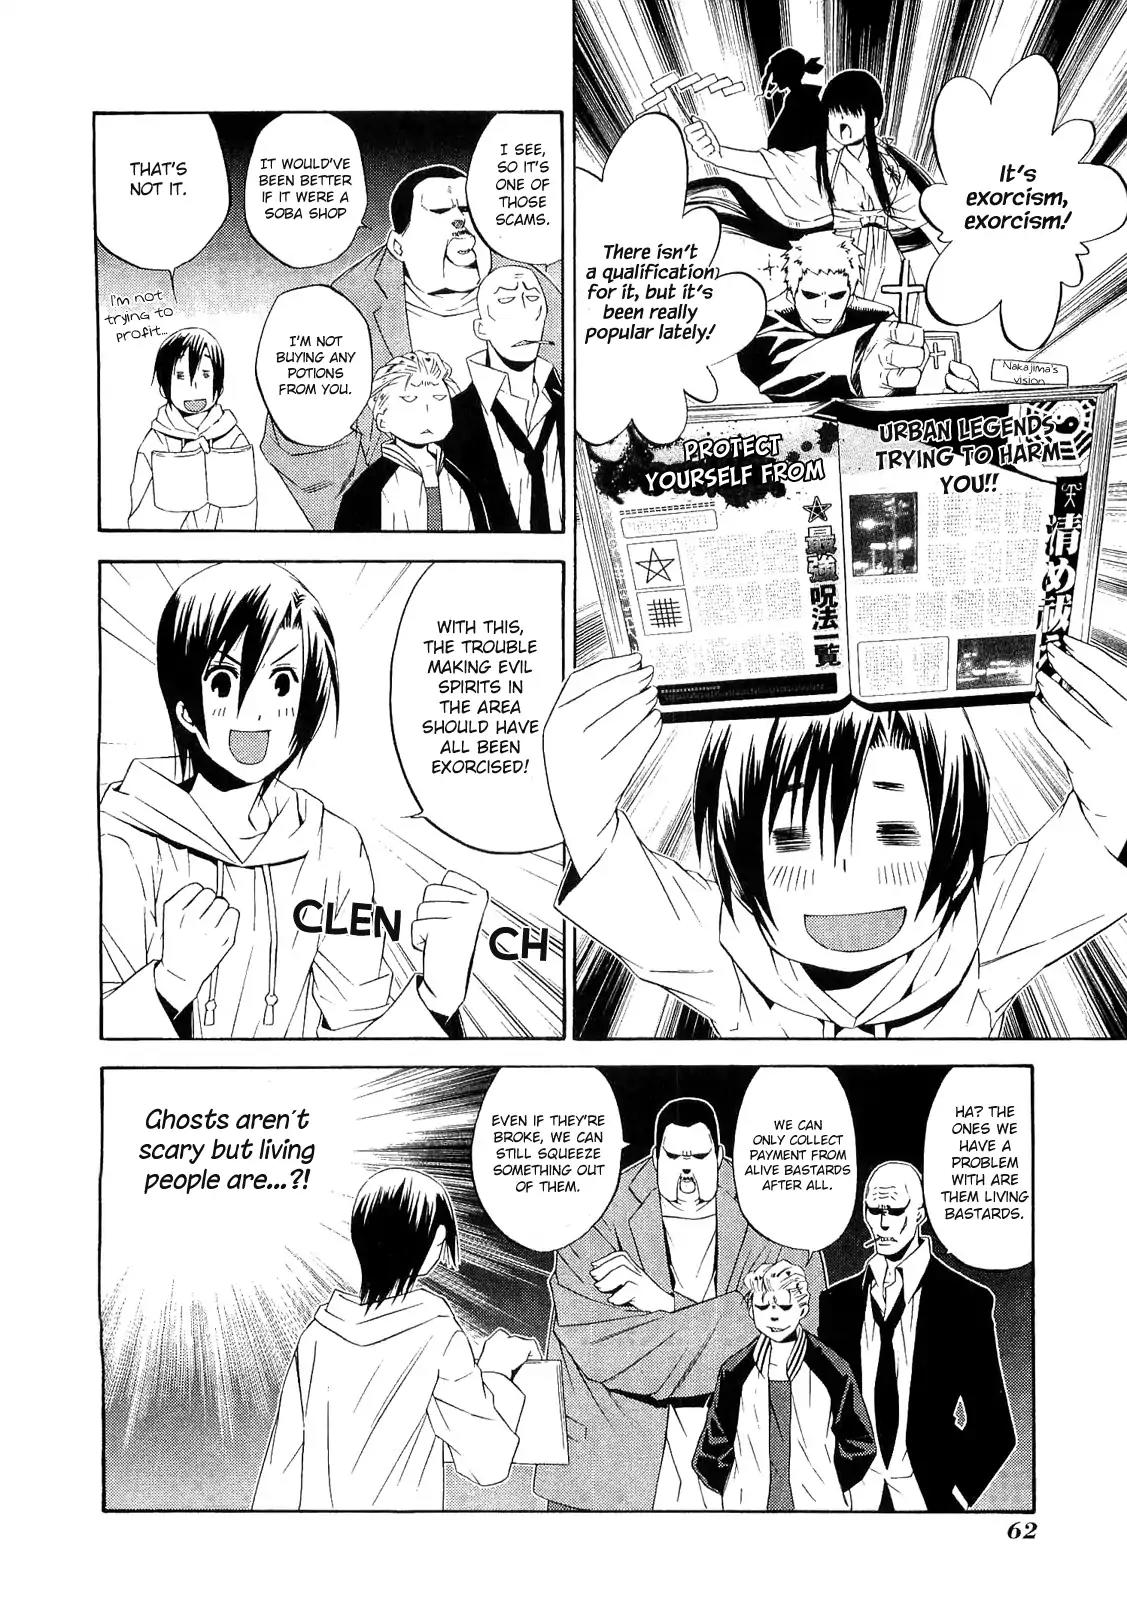 It's
exorcism,
exorcism!
There isn't
a qualification
for it, but it's
been really
popular lately!
Nakajima's
vision
URBAN LEGENDS
TRYING TO HARM
YOU!!
PROTECT
YOURSELF FROM
清め祓
★最強呪法一覧
I SEE,
SO IT'S
ONE OF
THOSE
SCAMS.
IT WOULD'VE
BEEN BETTER
IF IT WERE A
SOBA SHOP
I'M NOT
BUYING ANY
POTIONS
FROM YOU.
THAT'S
NOT IT.
I'm not
trying to
profit...
WITH THIS,
THE TROUBLE
MAKING EVIL
SPIRITS IN
THE AREA
SHOULD HAVE
ALL BEEN
EXORCISED!
CLEN
CH
HA? THE
ONES WE
HAVE A
PROBLEM
WITH ARE
THEM LIVING
BASTARDS.
WE CAN
ONLY COLLECT
PAYMENT FROM
ALIVE BASTARDS
AFTER ALL.
EVEN IF THEY'RE
BROKE, WE CAN
STILL SQUEEZE
SOMETHING OUT
OF THEM.
Ghosts aren't
scary but living
people are...?!
62